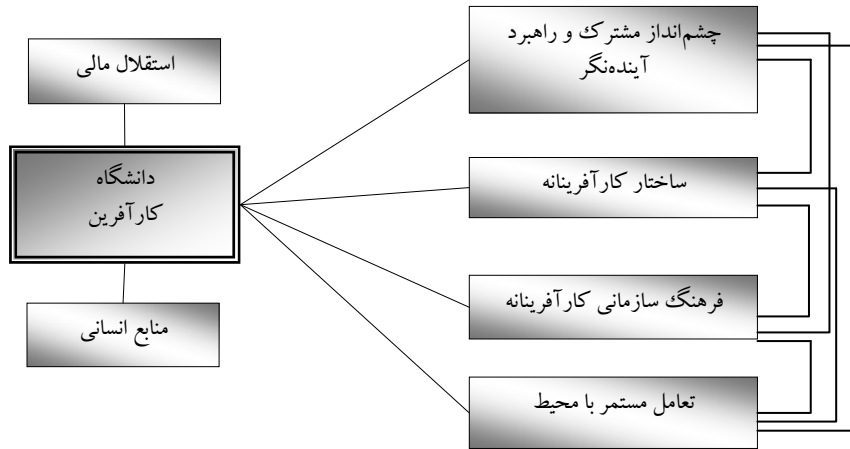 چشم‌انداز مشترک و راهبرد
آینده‌نگر
استقلال مالی
دانشگاه
کارآفرین
ساختار کارآفرینانه
فرهنگ سازمانی کارآفرینانه
منابع انسانی
تعامل مستمر با محیط